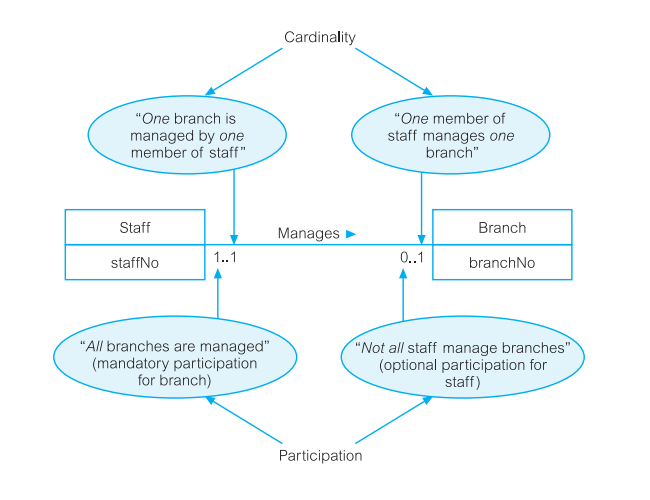 Cardinality
“One branch is
managed by one
member of staff”
“One member of
staff manages one
branch”
Staff
Manages ►
Branch
staffNo
1..1
0..1
branchNo
“All branches are managed”
(mandatory participation
for branch)
“Not all staff manage branches”
(optional participation for
staff)
Participation